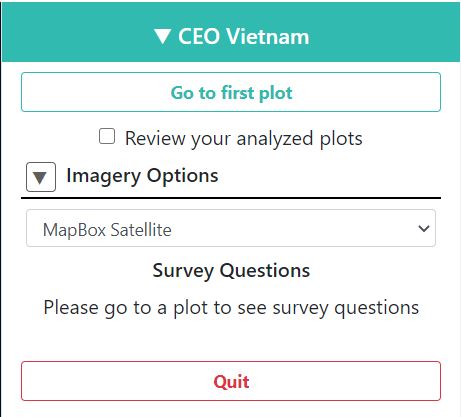 ▼ CEO Vietnam
Go to first plot
Review your analyzed plots
▼ Imagery Options
MapBox Satellite
Survey Questions
Please go to a plot to see survey questions
Quit